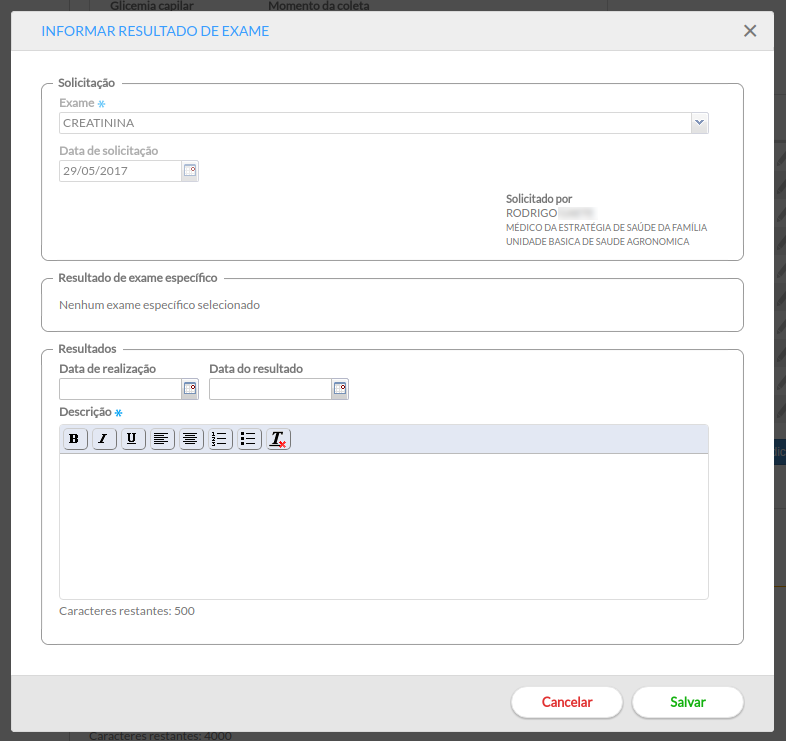 Glicemia capilar Momento da coleta
INFORMAR RESULTADO DE EXAME
Solicitação
Exame *
CREATININA
Data de solicitação
29/05/2017
Solicitado por
RODRIGO
MÉDICO DA ESTRATÉGIA DE SAÚDE DA FAMÍLIA
UNIDADE BASICA DE SAUDE AGRONOMICA
Resultado de exame específico
Nenhum exame específico selecionado
Resultados
Data de realização Data do resultado
Descrição *
B I U
Caracteres restantes: 500
Cancelar Salvar
Caracteres restantes: 4000